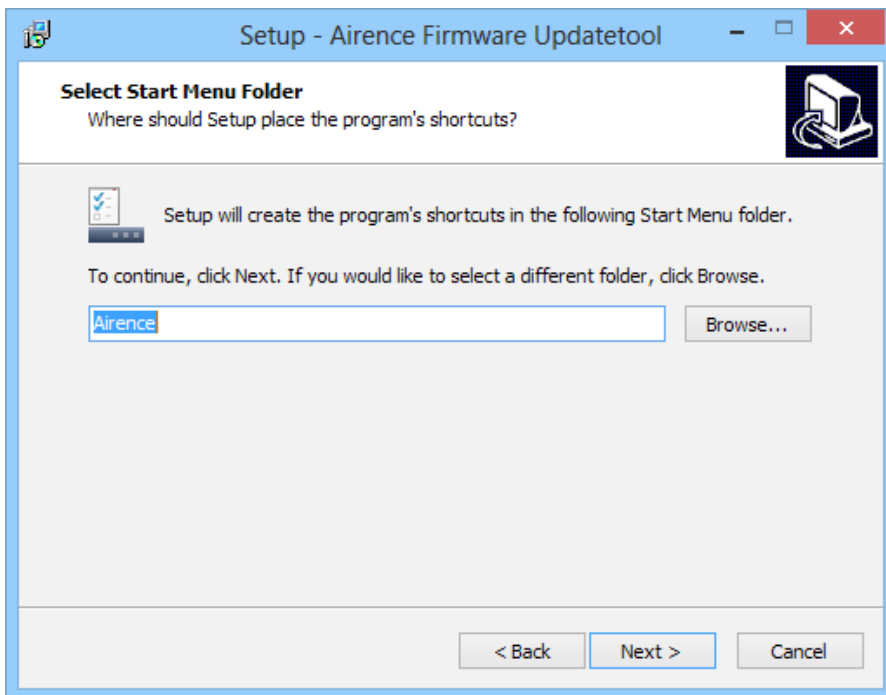 Setup - Airence Firmware Updatetool
Select Start Menu Folder
Where should Setup place the program's shortcuts?
Setup will create the program's shortcuts in the following Start Menu folder.
To continue, click Next. If you would like to select a different folder, click Browse.
Airence
Browse...
< Back
Next >
Cancel